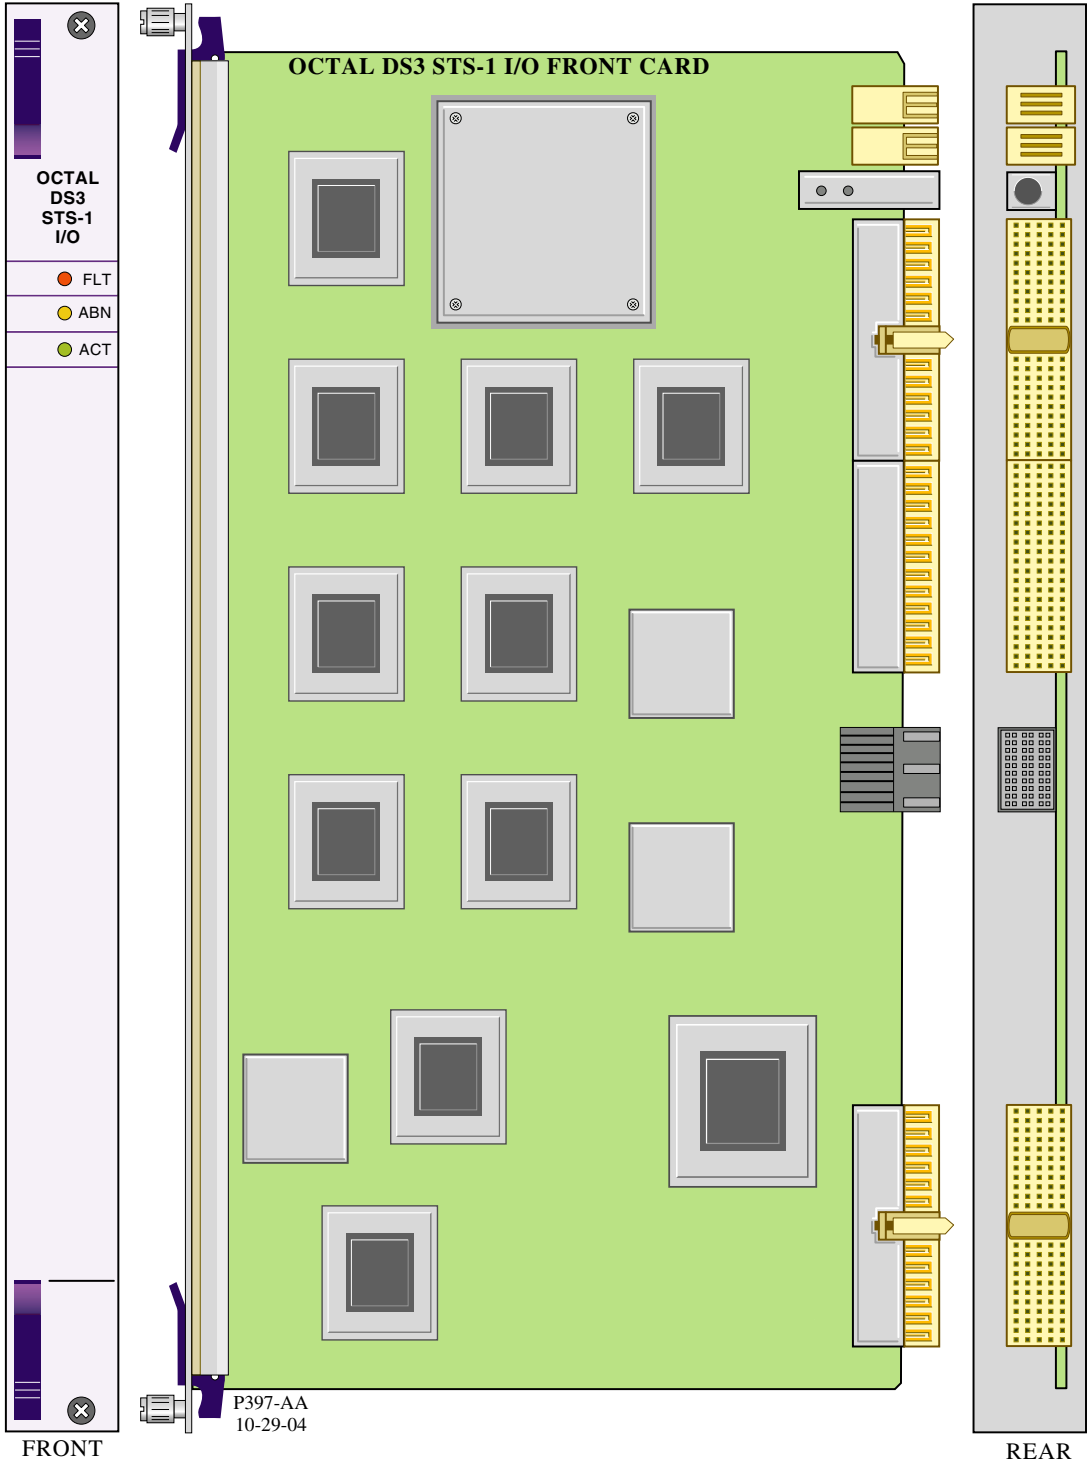 OCTAL DS3 STS-1 I/O FRONT CARD
OCTAL
DS3
STS-1
I/O
FLT
ABN
ACT
P397-AA
10-29-04
FRONT
REAR